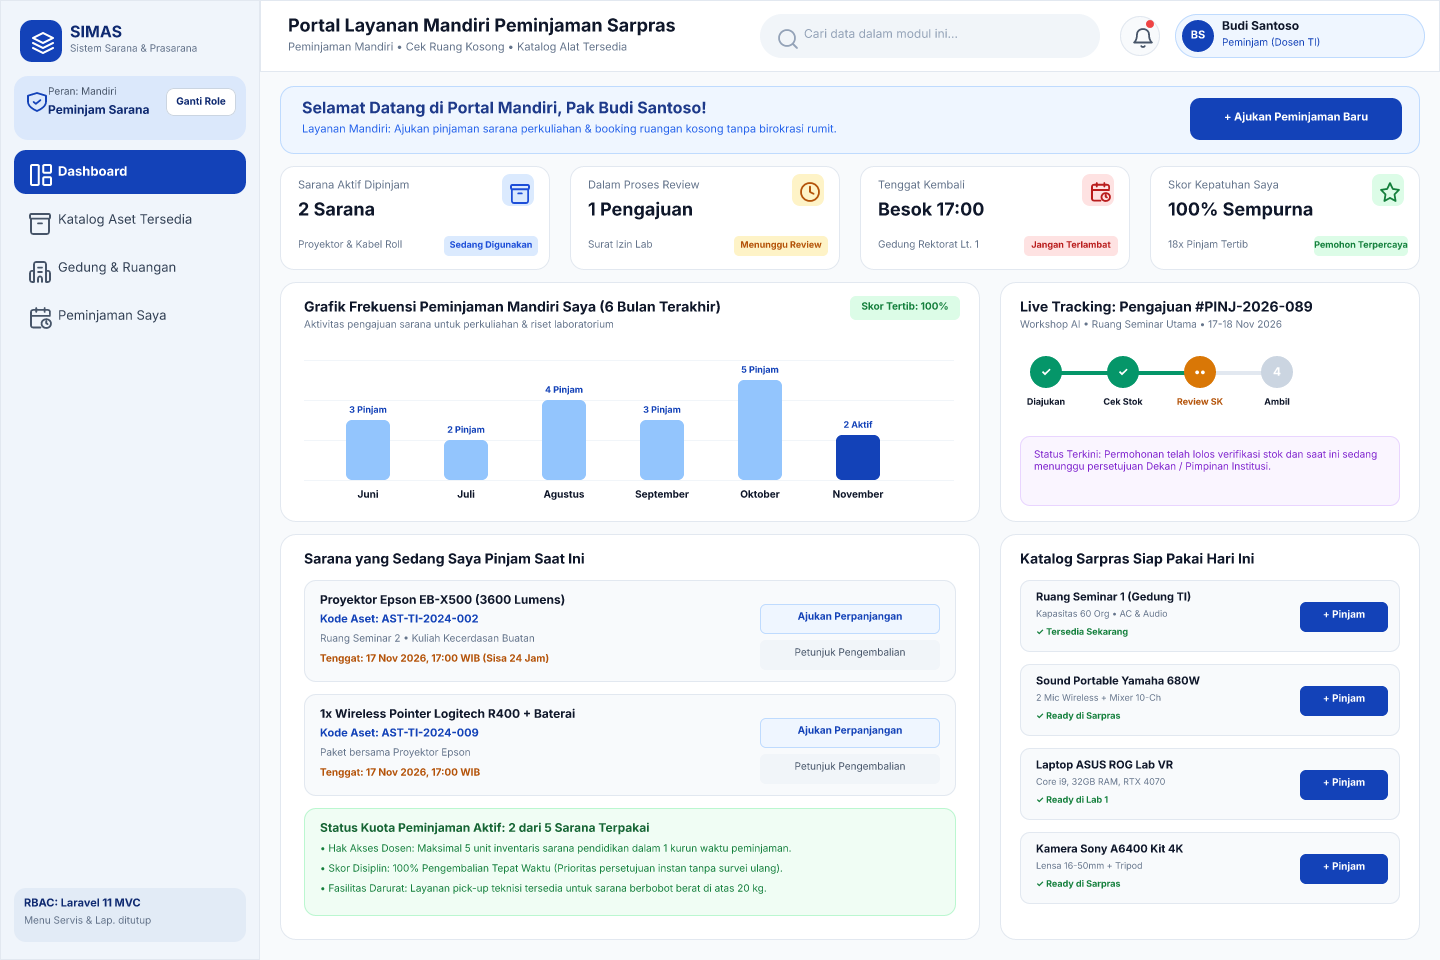 SIMAS
Sistem Sarana & Prasarana
Peran: Mandiri
Peminjam Sarana
Ganti Role
Dashboard
Katalog Aset Tersedia
Gedung & Ruangan
Peminjaman Saya
RBAC: Laravel 11 MVC
Menu Servis & Lap. ditutup
Portal Layanan Mandiri Peminjaman Sarpras
Peminjaman Mandiri • Cek Ruang Kosong • Katalog Alat Tersedia
Cari data dalam modul ini...
BS
Budi Santoso
Peminjam (Dosen TI)
Selamat Datang di Portal Mandiri, Pak Budi Santoso!
Layanan Mandiri: Ajukan pinjaman sarana perkuliahan & booking ruangan kosong tanpa birokrasi rumit.
+ Ajukan Peminjaman Baru
Sarana Aktif Dipinjam
2 Sarana
Proyektor & Kabel Roll
Sedang Digunakan
Dalam Proses Review
1 Pengajuan
Surat Izin Lab
Menunggu Review
Tenggat Kembali
Besok 17:00
Gedung Rektorat Lt. 1
Jangan Terlambat
Skor Kepatuhan Saya
100% Sempurna
18x Pinjam Tertib
Pemohon Terpercaya
Grafik Frekuensi Peminjaman Mandiri Saya (6 Bulan Terakhir)
Aktivitas pengajuan sarana untuk perkuliahan & riset laboratorium
Skor Tertib: 100%
3 Pinjam
2 Pinjam
4 Pinjam
3 Pinjam
5 Pinjam
2 Aktif
Juni
Juli
Agustus
September
Oktober
November
Live Tracking: Pengajuan #PINJ-2026-089
Workshop AI • Ruang Seminar Utama • 17-18 Nov 2026
✓
✓
••
4
Diajukan
Cek Stok
Review SK
Ambil
Status Terkini: Permohonan telah lolos verifikasi stok dan saat ini sedang
menunggu persetujuan Dekan / Pimpinan Institusi.
Sarana yang Sedang Saya Pinjam Saat Ini
Proyektor Epson EB-X500 (3600 Lumens)
Kode Aset: AST-TI-2024-002
Ruang Seminar 2 • Kuliah Kecerdasan Buatan
Tenggat: 17 Nov 2026, 17:00 WIB (Sisa 24 Jam)
Ajukan Perpanjangan
Petunjuk Pengembalian
1x Wireless Pointer Logitech R400 + Baterai
Kode Aset: AST-TI-2024-009
Paket bersama Proyektor Epson
Tenggat: 17 Nov 2026, 17:00 WIB
Ajukan Perpanjangan
Petunjuk Pengembalian
Status Kuota Peminjaman Aktif: 2 dari 5 Sarana Terpakai
• Hak Akses Dosen: Maksimal 5 unit inventaris sarana pendidikan dalam 1 kurun waktu peminjaman.
• Skor Disiplin: 100% Pengembalian Tepat Waktu (Prioritas persetujuan instan tanpa survei ulang).
• Fasilitas Darurat: Layanan pick-up teknisi tersedia untuk sarana berbobot berat di atas 20 kg.
Katalog Sarpras Siap Pakai Hari Ini
Ruang Seminar 1 (Gedung TI)
Kapasitas 60 Org • AC & Audio
✓ Tersedia Sekarang
+ Pinjam
Sound Portable Yamaha 680W
2 Mic Wireless + Mixer 10-Ch
✓ Ready di Sarpras
+ Pinjam
Laptop ASUS ROG Lab VR
Core i9, 32GB RAM, RTX 4070
✓ Ready di Lab 1
+ Pinjam
Kamera Sony A6400 Kit 4K
Lensa 16-50mm + Tripod
✓ Ready di Sarpras
+ Pinjam